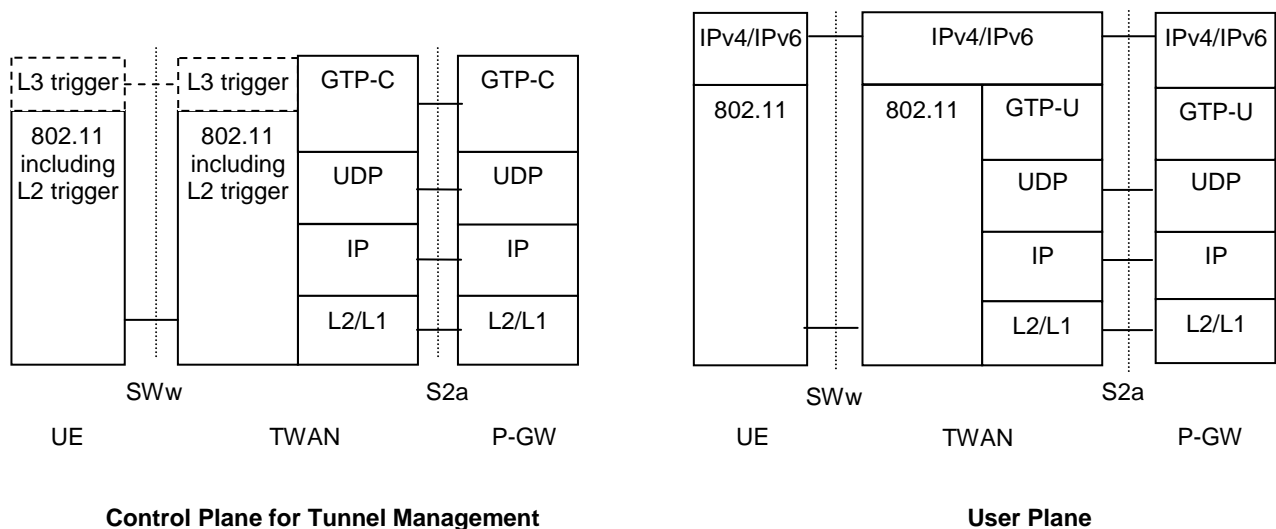 L3 trigger
802.11
including
L2 trigger
L3 trigger
802.11
including
L2 trigger
GTP-C
UDP
IP
L2/L1
GTP-C
UDP
IP
L2/L1
SWw
S2a
UE
TWAN
P-GW
Control Plane for Tunnel Management
IPv4/IPv6
802.11
IPv4/IPv6
802.11
GTP-U
UDP
IP
L2/L1
IPv4/IPv6
GTP-U
UDP
IP
L2/L1
SWw
S2a
UE
TWAN
P-GW
User Plane